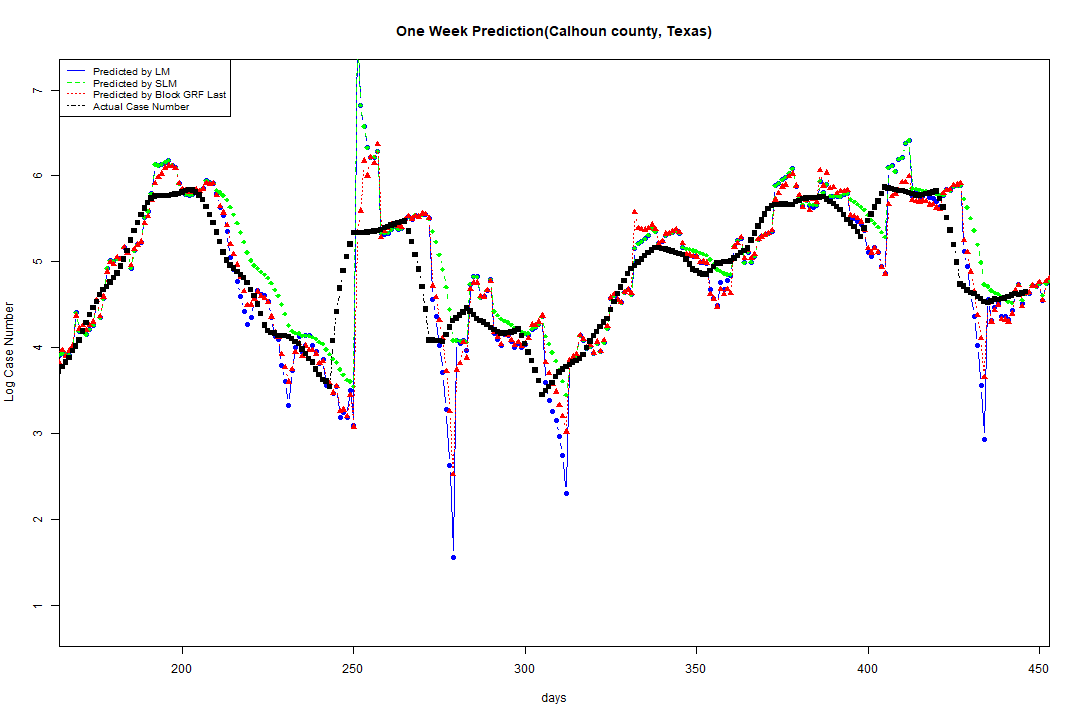 One Week Prediction(Calhoun county, Texas)
Predicted by LM
Predicted by SLM
Predicted by Block GRF Last
Actual Case Number
7
6
5
4
3
2
1
Log Case Number
200 250 300 350 400 450
days